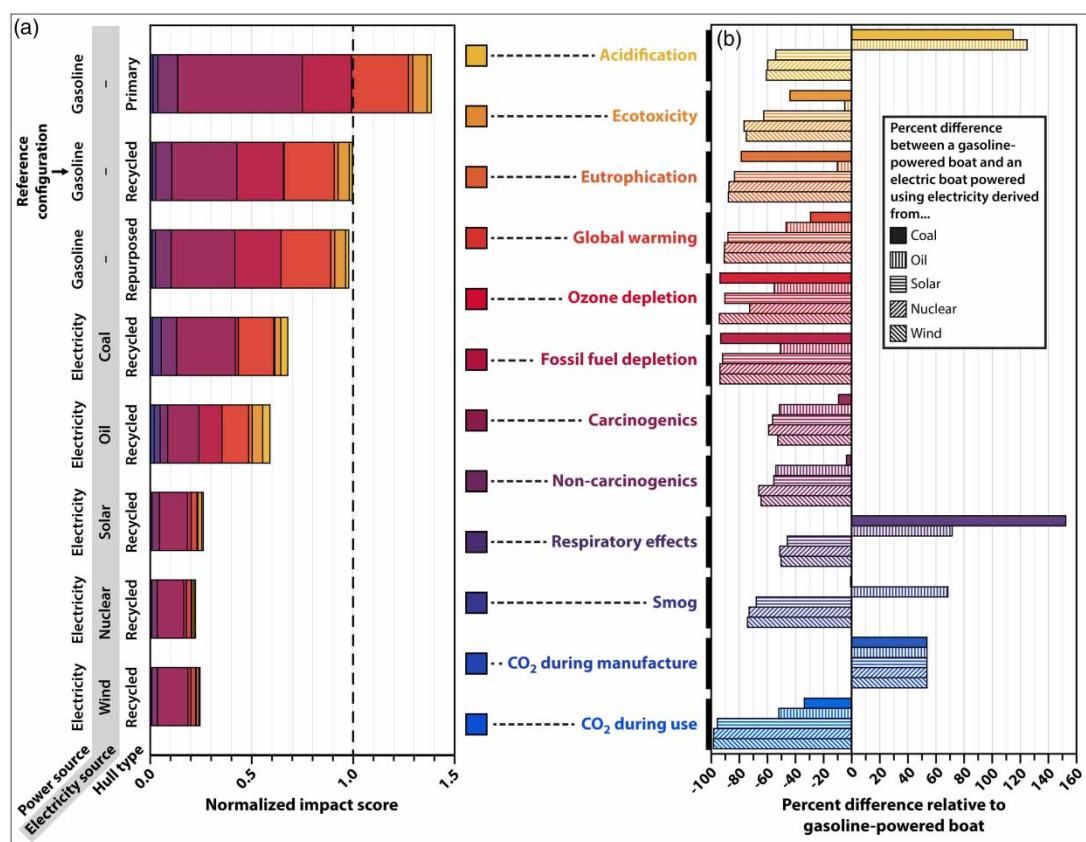 (a)
Reference
configuration
Gasoline
–
Primary
Gasoline
–
Recycled
Gasoline
–
Repurposed
Electricity
Coal
Recycled
Electricity
Oil
Recycled
Electricity
Solar
Recycled
Electricity
Nuclear
Recycled
Electricity
Wind
Recycled
Power source
Electricity source
Hull type
0.0
0.5
1.0
1.5
Normalized impact score
Acidification
Ecotoxicity
Eutrophication
Global warming
Ozone depletion
Fossil fuel depletion
Carcinogenics
Non-carcinogenics
Respiratory effects
Smog
CO₂ during manufacture
CO₂ during use
(b)
Percent difference
between a gasoline-
powered boat and an
electric boat powered
using electricity derived
from...
Coal
Oil
Solar
Nuclear
Wind
-100
-80
-60
-40
-20
0
20
40
60
80
100
120
140
160
Percent difference relative to
gasoline-powered boat